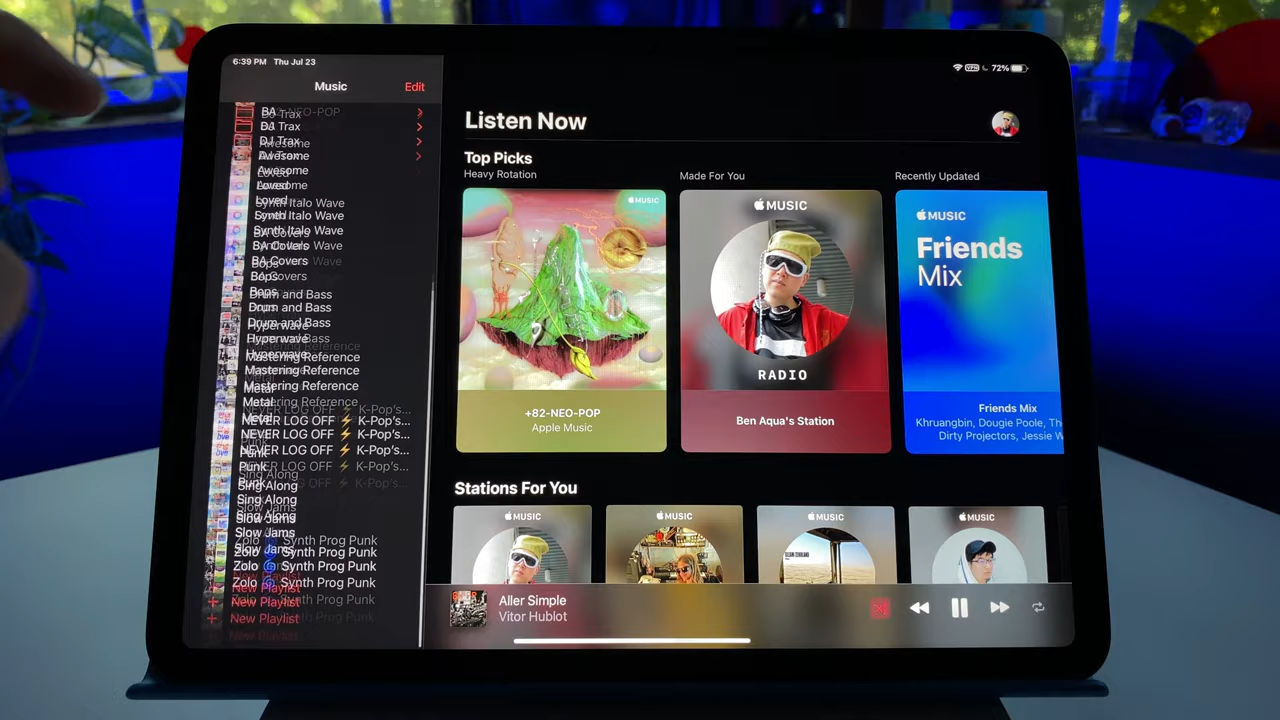 6:39 PM Thu Jul 23
VPN 72%
Music Edit
BA
DJ Trax
Awesome
Loved
Synth Italo Wave
BA Covers
Bops
Drum and Bass
Hyperwave
Mastering Reference
Metal
NEVER LOG OFF ⚡ K-Pop's...
Punk
Sing Along
Slow Jams
Zolo 🌀 Synth Prog Punk
+ New Playlist
Listen Now
Top Picks
Heavy Rotation
Made For You
Recently Updated
MUSIC
+82-NEO-POP
Apple Music
MUSIC
RADIO
Ben Aqua's Station
MUSIC
Friends
Mix
Friends Mix
Khruangbin, Dougie Poole, Th
Dirty Projectors, Jessie W
Stations For You
MUSIC
MUSIC
MUSIC
MUSIC
Aller Simple
Vitor Hublot